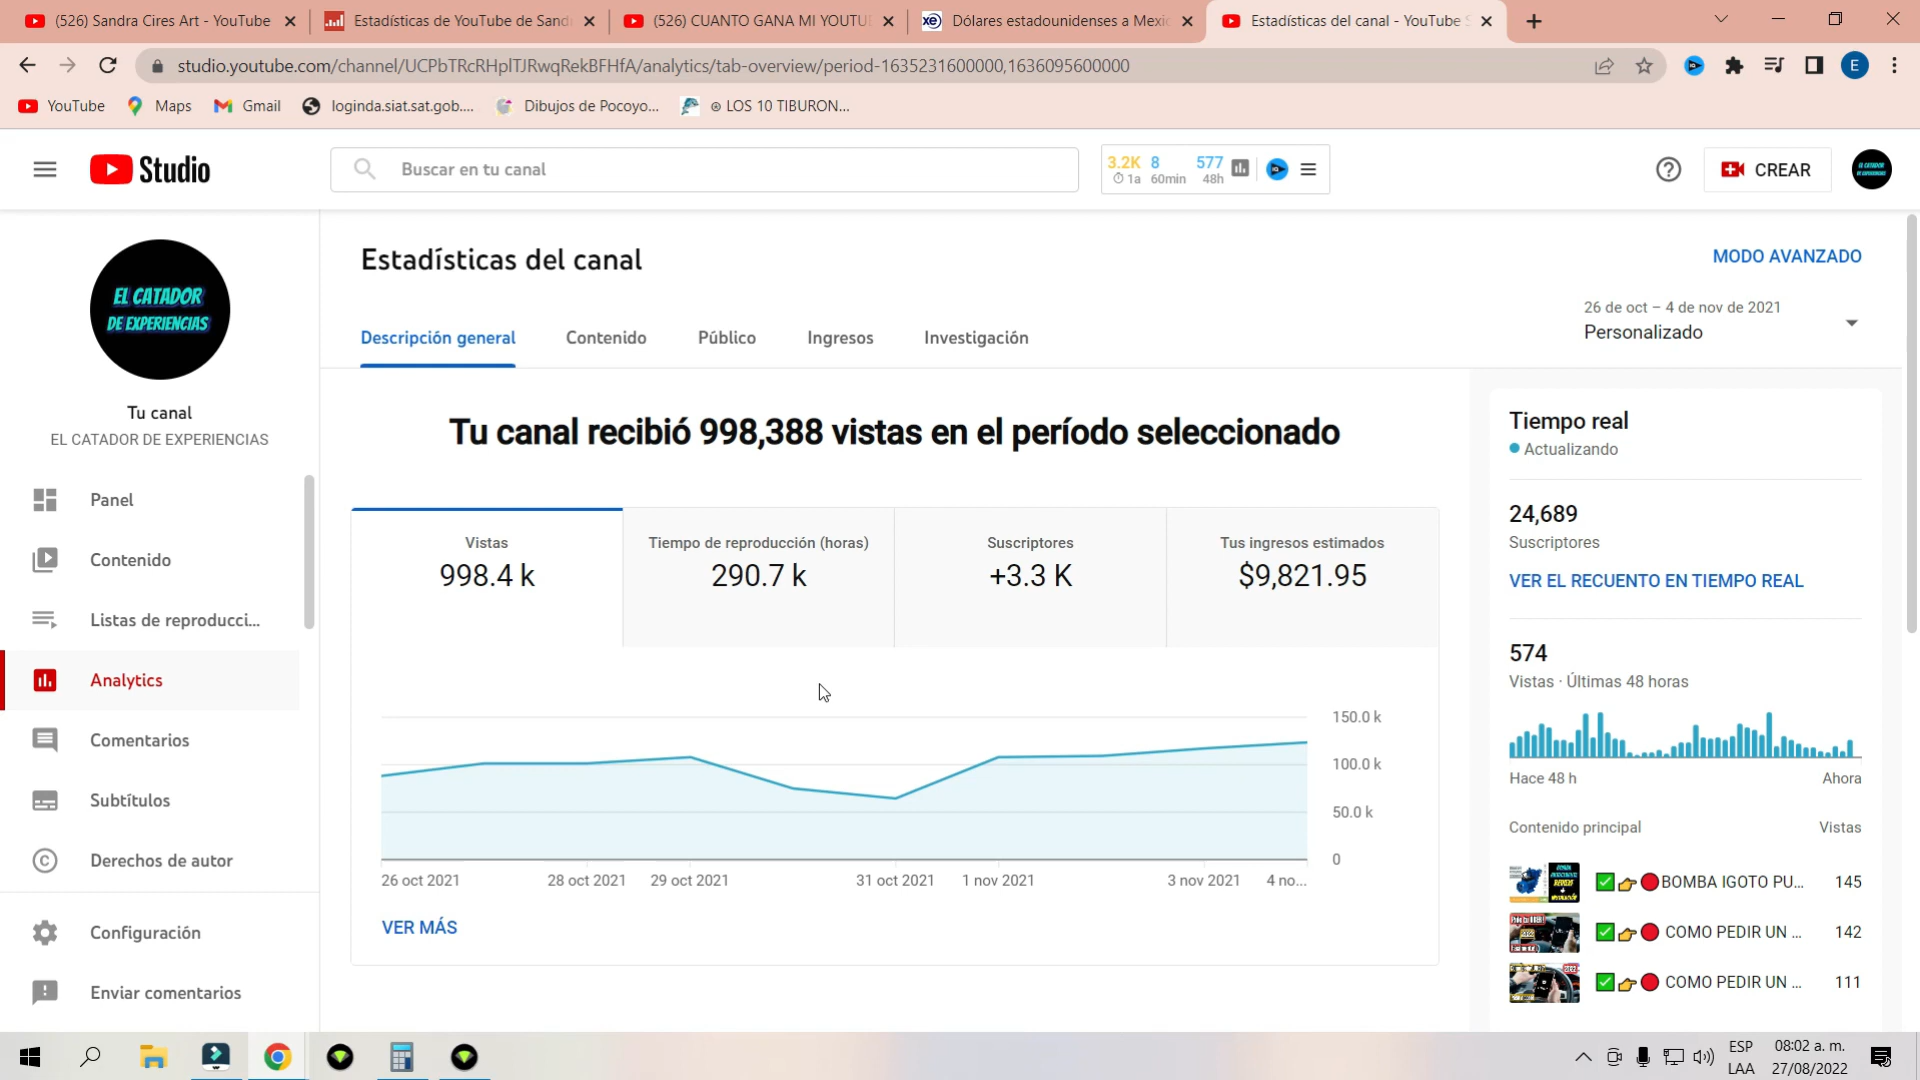 (526) Sandra Cires Art - YouTube
Estadísticas de YouTube de Sand
(526) CUANTO GANA MI YOUTU
Dólares estadounidenses a Mexic
Estadísticas del canal - YouTube S
studio.youtube.com/channel/UCPbTRcRHplTJRwqRekBFHfA/analytics/tab-overview/period-1635231600000,1636095600000
E
YouTube
Maps
Gmail
loginda.siat.sat.gob....
Dibujos de Pocoyo...
LOS 10 TIBURON...
Studio
Buscar en tu canal
3.2K 8 577
1a 60min 48h
CREAR
Estadísticas del canal
MODO AVANZADO
26 de oct – 4 de nov de 2021
Personalizado
Descripción general
Contenido
Público
Ingresos
Investigación
EL CATADOR
DE EXPERIENCIAS
Tu canal
EL CATADOR DE EXPERIENCIAS
Panel
Contenido
Listas de reproducci...
Analytics
Comentarios
Subtítulos
Derechos de autor
Configuración
Enviar comentarios
Tu canal recibió 998,388 vistas en el período seleccionado
Vistas
998.4 k
Tiempo de reproducción (horas)
290.7 k
Suscriptores
+3.3 K
Tus ingresos estimados
$9,821.95
150.0 k
100.0 k
50.0 k
0
26 oct 2021
28 oct 2021
29 oct 2021
31 oct 2021
1 nov 2021
3 nov 2021
4 no...
VER MÁS
Tiempo real
Actualizando
24,689
Suscriptores
VER EL RECUENTO EN TIEMPO REAL
574
Vistas · Últimas 48 horas
Hace 48 h
Ahora
Contenido principal
Vistas
BOMBA IGOTO PU...
145
COMO PEDIR UN ...
142
COMO PEDIR UN ...
111
ESP
LAA
08:02 a. m.
27/08/2022